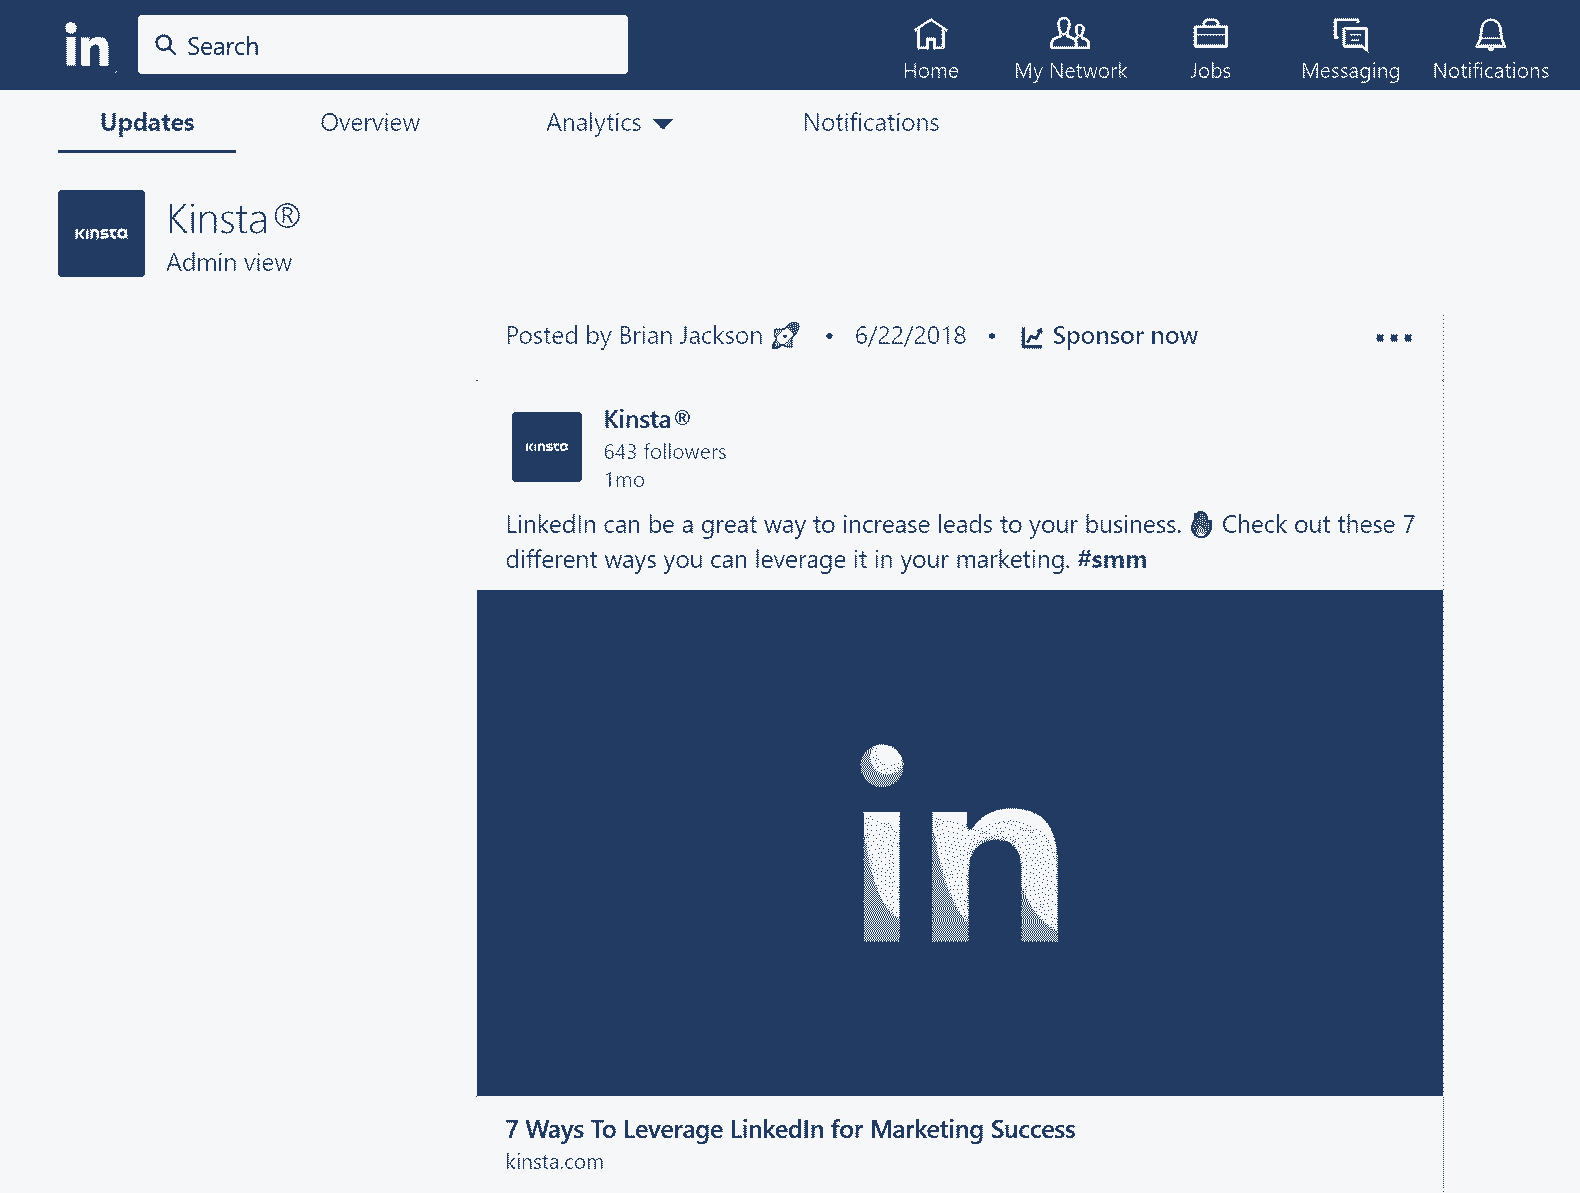 in Search Home My Network Jobs Messaging Notifications
Updates Overview Analytics Notifications
KINSTA Kinsta®
Admin view
Posted by Brian Jackson • 6/22/2018 • Sponsor now
KINSTA Kinsta®
643 followers
1mo
LinkedIn can be a great way to increase leads to your business. Check out these 7
different ways you can leverage it in your marketing. #smm
in
7 Ways To Leverage LinkedIn for Marketing Success
kinsta.com